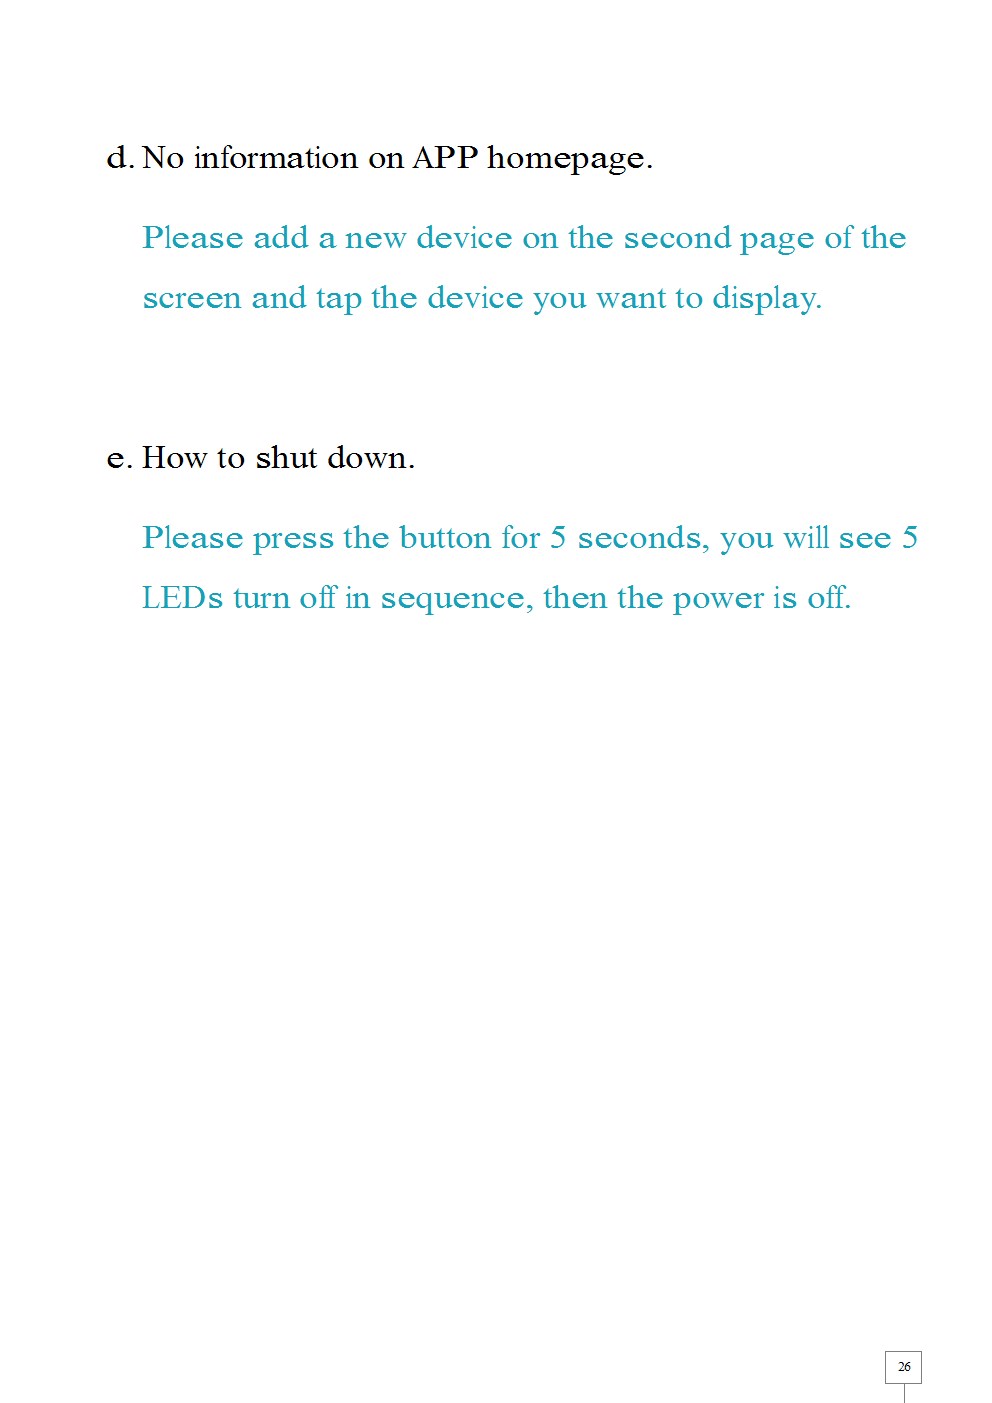 d. No information on APP homepage.
Please add a new device on the second page of the
screen and tap the device you want to display.
e. How to shut down.
Please press the button for 5 seconds, you will see 5
LEDs turn off in sequence, then the power is off.
26